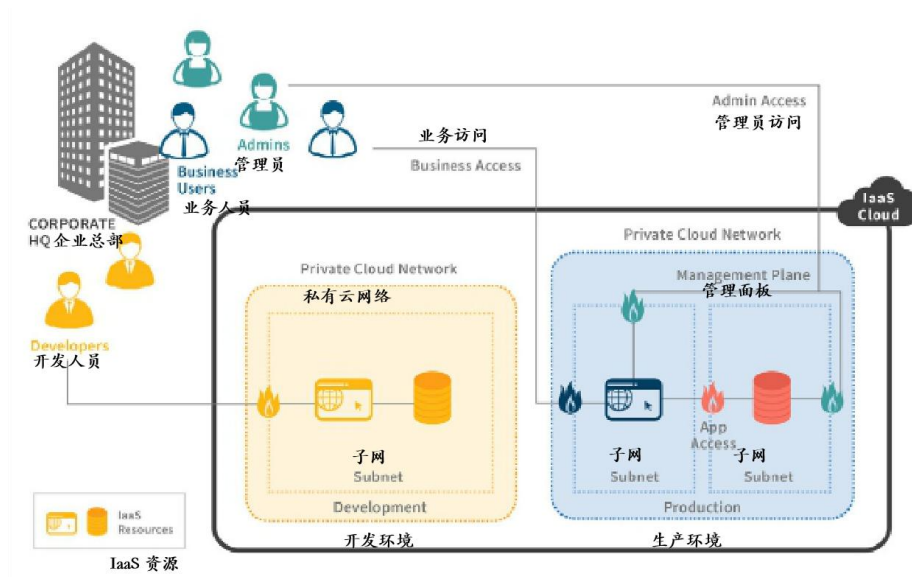 Admin Access
管理员访问
业务访问
Business Access
Admins
管理员
Business
Users
业务人员
CORPORATE
HQ 企业总部
IaaS
Cloud
Private Cloud Network
Private Cloud Network
私有云网络
Management Plane
管理面板
Developers
开发人员
App
Access
子网
Subnet
子网
Subnet
子网
Subnet
Development
Production
开发环境
生产环境
IaaS
Resources
IaaS 资源